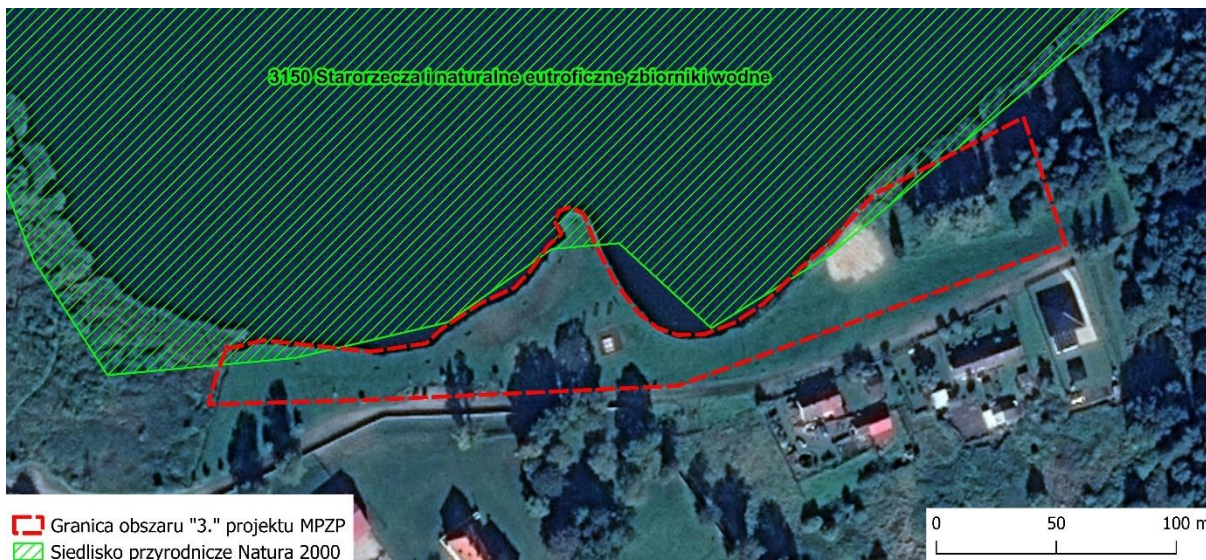 3150 Starorzecza i naturalne eutroficzne zbiorniki wodne
Granica obszaru "3." projektu MPZP
Siedlisko przyrodnicze Natura 2000
0 50 100 m